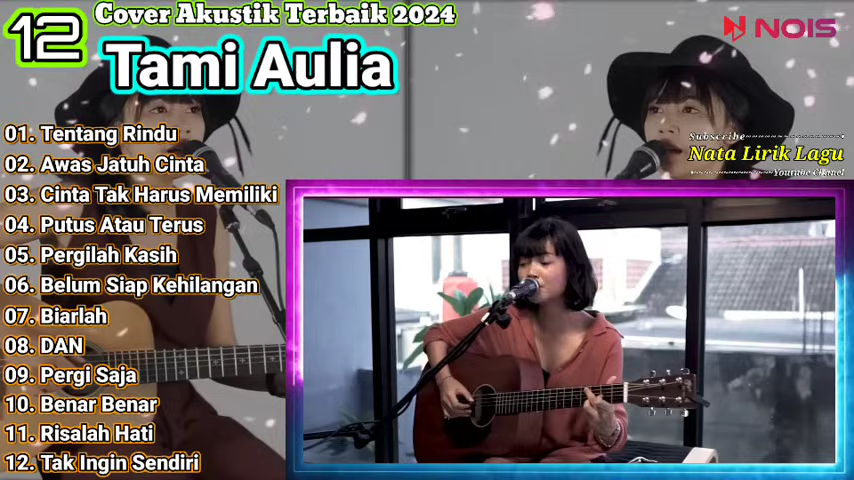 12 Cover Akustik Terbaik 2024
Tami Aulia
NOIS
01. Tentang Rindu
02. Awas Jatuh Cinta
03. Cinta Tak Harus Memiliki
04. Putus Atau Terus
05. Pergilah Kasih
06. Belum Siap Kehilangan
07. Biarlah
08. DAN
09. Pergi Saja
10. Benar Benar
11. Risalah Hati
12. Tak Ingin Sendiri
Subscribe
Nata Lirik Lagu
Youtube Chanel